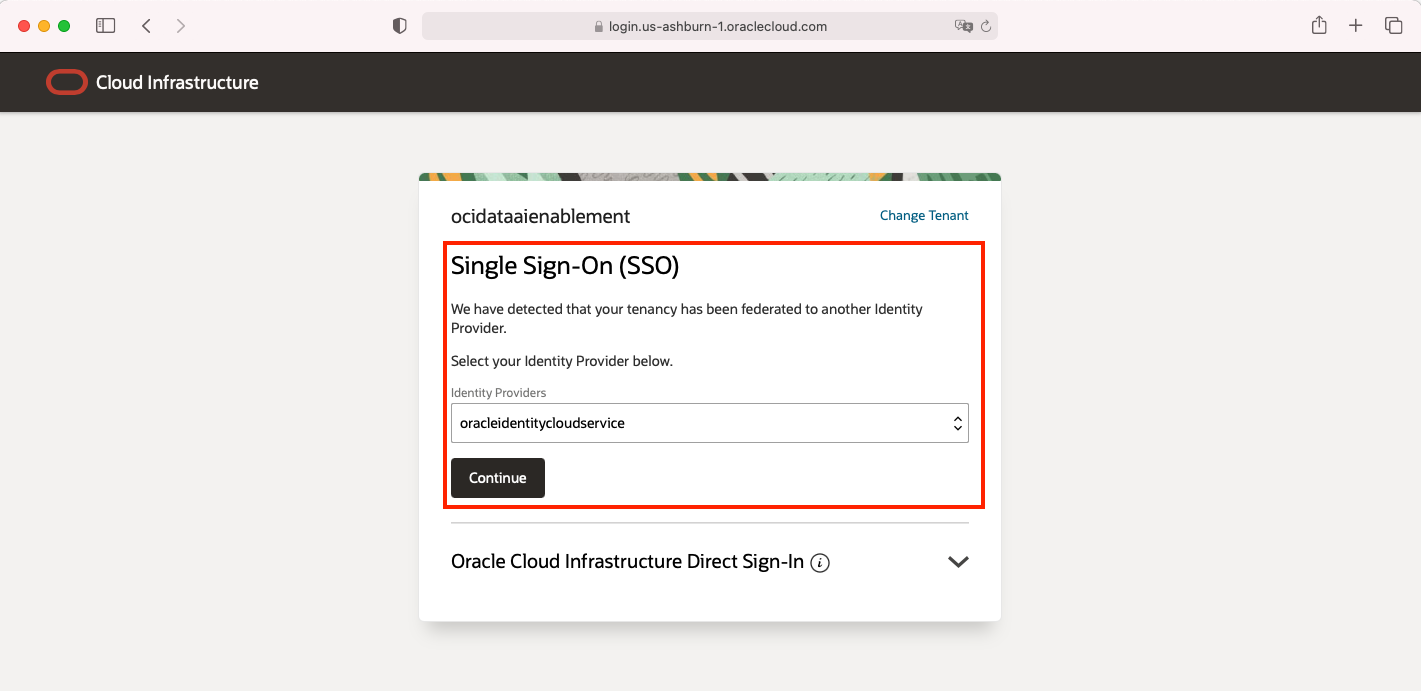 login.us-ashburn-1.oraclecloud.com
Cloud Infrastructure
ocidataaienablement
Change Tenant
Single Sign-On (SSO)
We have detected that your tenancy has been federated to another Identity
Provider.
Select your Identity Provider below.
Identity Providers
oracleidentitycloudservice
Continue
Oracle Cloud Infrastructure Direct Sign-In